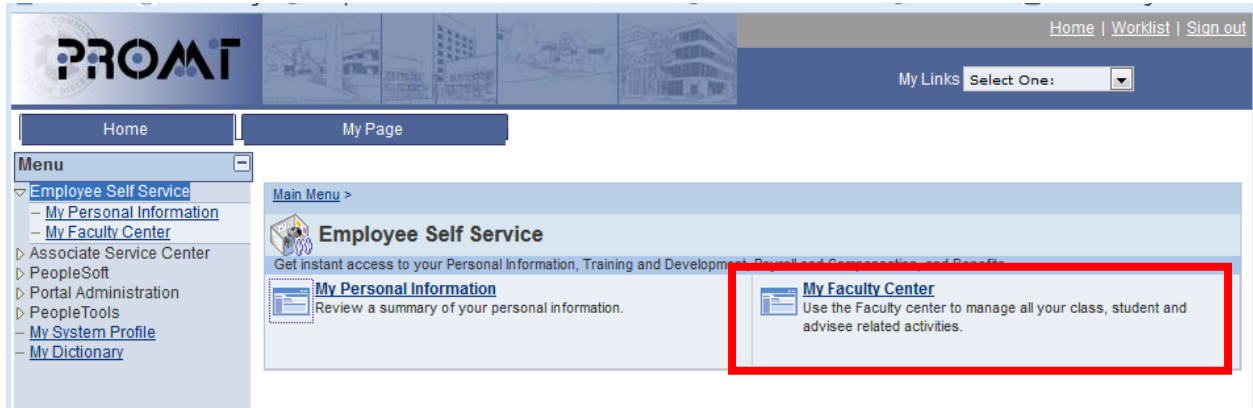 Home | Worklist | Sign out
PROMT
My Links Select One:
Home
My Page
Menu
Employee Self Service
– My Personal Information
– My Faculty Center
Associate Service Center
PeopleSoft
Portal Administration
PeopleTools
– My System Profile
– My Dictionary
Main Menu >
Employee Self Service
Get instant access to your Personal Information, Training and Development, Payroll and Compensation, and Benefits
My Personal Information
Review a summary of your personal information.
My Faculty Center
Use the Faculty center to manage all your class, student and
advisee related activities.